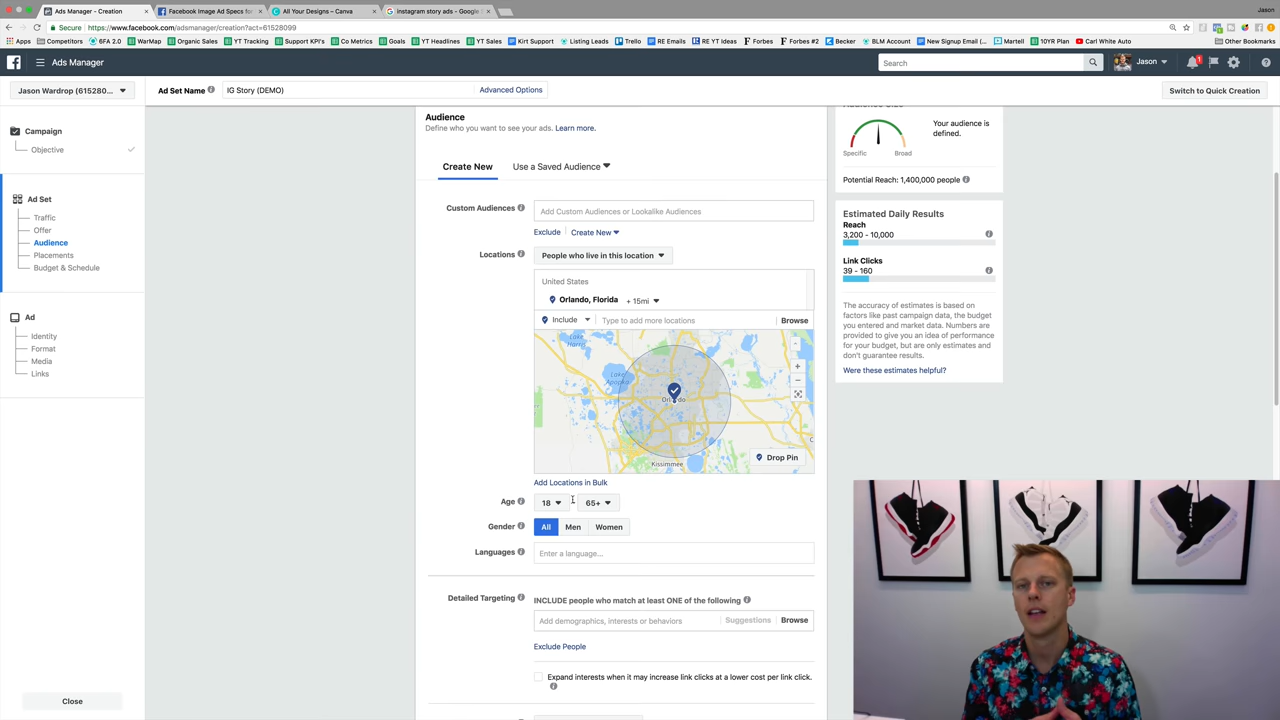 Ads Manager - Creation
Facebook Image Ad Specs for
All Your Designs – Canva
instagram story ads - Google
Jason
Secure
https://www.facebook.com/adsmanager/creation?act=61528099
Apps
Competitors
6FA 2.0
WarMap
Organic Sales
YT Tracking
Support KPI's
Co Metrics
Goals
YT Headlines
YT Sales
Kirt Support
Listing Leads
Trello
RE Emails
RE YT Ideas
Forbes
Forbes #2
Becker
BLM Account
New Signup Email (
Martell
10YR Plan
Carl White Auto
Other Bookmarks
Ads Manager
Search
Jason
1
Jason Wardrop (615280...
Ad Set Name
IG Story (DEMO)
Advanced Options
Switch to Quick Creation
Campaign
Objective
Ad Set
Traffic
Offer
Audience
Placements
Budget & Schedule
Ad
Identity
Format
Media
Links
Close
Audience
Define who you want to see your ads. Learn more.
Create New
Use a Saved Audience
Custom Audiences
Add Custom Audiences or Lookalike Audiences
Exclude
Create New
Locations
People who live in this location
United States
Orlando, Florida + 15mi
Include
Type to add more locations
Browse
Lake Apopka
Kissimmee
Drop Pin
Add Locations in Bulk
Age
18
65+
Gender
All
Men
Women
Languages
Enter a language...
Detailed Targeting
INCLUDE people who match at least ONE of the following
Add demographics, interests or behaviors
Suggestions
Browse
Exclude People
Expand interests when it may increase link clicks at a lower cost per link click.
Your audience is
defined.
Specific
Broad
Potential Reach: 1,400,000 people
Estimated Daily Results
Reach
3,200 - 10,000
Link Clicks
39 - 160
The accuracy of estimates is based on
factors like past campaign data, the budget
you entered and market data. Numbers are
provided to give you an idea of performance
for your budget, but are only estimates and
don't guarantee results.
Were these estimates helpful?